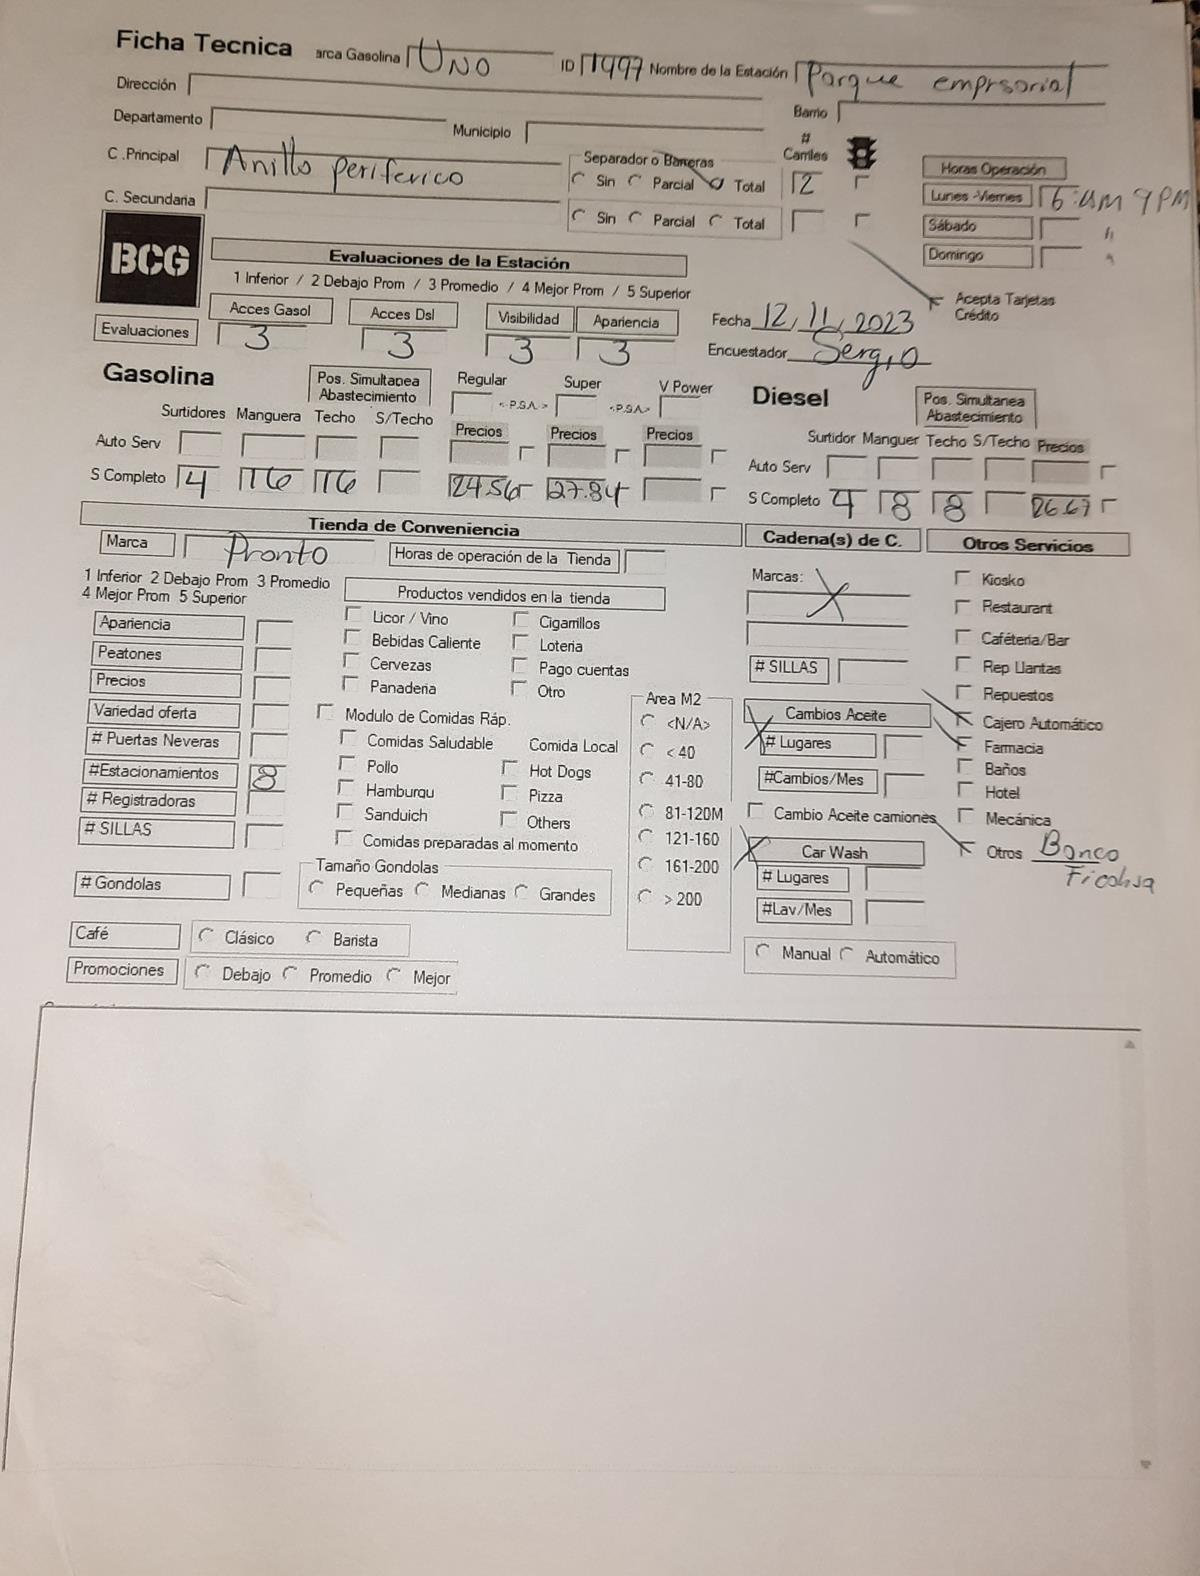 Ficha Tecnica arca Gasolina UNO ID 1497 Nombre de la Estación Parque emprsarial
Dirección Barrio
Departamento Municipio # Carriles
C .Principal Anillo periferico Separador o Barreras Sin Parcial Total 2 Horas Operación
Lunes -Viernes 6:AM 9PM
C. Secundaria Sin Parcial Total Sábado "
Domingo "
BCG Evaluaciones de la Estación
1 Inferior / 2 Debajo Prom / 3 Promedio / 4 Mejor Prom / 5 Superior
Acepta Tarjetas Crédito
Acces Gasol Acces Dsl Visibilidad Apariencia Fecha 12, 11, 2023
Evaluaciones 3 3 3 3 Encuestador Sergio
Gasolina Pos. Simultanea Abastecimiento Regular Super V Power Diesel Pos. Simultanea Abastecimiento
<-P.S.A.-> <-P.S.A.>
Surtidores Manguera Techo S/Techo Precios Precios Precios Surtidor Manguer Techo S/Techo Precios
Auto Serv Auto Serv
S Completo 4 16 16 24.56 27.84 S Completo 4 8 8 26.67
Tienda de Conveniencia Cadena(s) de C. Otros Servicios
Marca Pronto Horas de operación de la Tienda
1 Inferior 2 Debajo Prom 3 Promedio
4 Mejor Prom 5 Superior
Productos vendidos en la tienda Marcas: X Kiosko
Apariencia Licor / Vino Cigarrillos Restaurant
Peatones Bebidas Caliente Loteria Caféteria/Bar
Precios Cervezas Pago cuentas # SILLAS Rep Llantas
Variedad oferta Panaderia Otro Area M2 Repuestos
# Puertas Neveras Modulo de Comidas Ráp. <N/A> Cambios Aceite Cajero Automático
Comidas Saludable Comida Local < 40 # Lugares Farmacia
#Estacionamientos 8 Pollo Hot Dogs 41-80 #Cambios/Mes Baños
# Registradoras Hamburqu Pizza 81-120M Hotel
# SILLAS Sanduich Others Cambio Aceite camiones Mecánica
Comidas preparadas al momento 121-160 Car Wash Otros Banco Ficohsa
# Gondolas Tamaño Gondolas Pequeñas Medianas Grandes 161-200 # Lugares
> 200 #Lav/Mes
Café Clásico Barista Manual Automático
Promociones Debajo Promedio Mejor